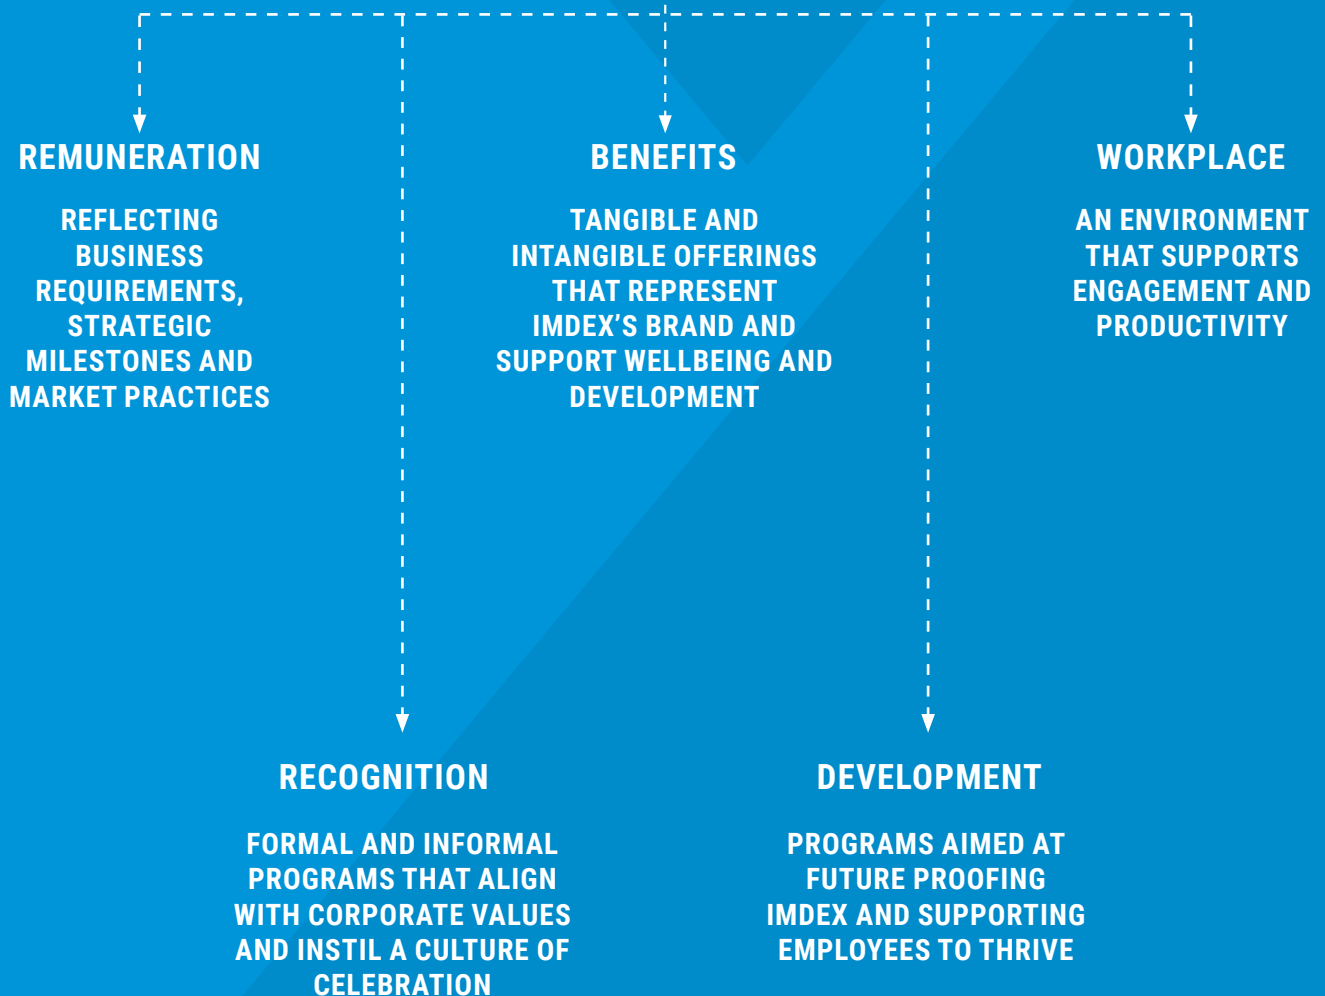 REMUNERATION
REFLECTING
BUSINESS
REQUIREMENTS,
STRATEGIC
MILESTONES AND
MARKET PRACTICES
BENEFITS
TANGIBLE AND
INTANGIBLE OFFERINGS
THAT REPRESENT
IMDEX’S BRAND AND
SUPPORT WELLBEING AND
DEVELOPMENT
WORKPLACE
AN ENVIRONMENT
THAT SUPPORTS
ENGAGEMENT AND
PRODUCTIVITY
RECOGNITION
FORMAL AND INFORMAL
PROGRAMS THAT ALIGN
WITH CORPORATE VALUES
AND INSTIL A CULTURE OF
CELEBRATION
DEVELOPMENT
PROGRAMS AIMED AT
FUTURE PROOFING
IMDEX AND SUPPORTING
EMPLOYEES TO THRIVE